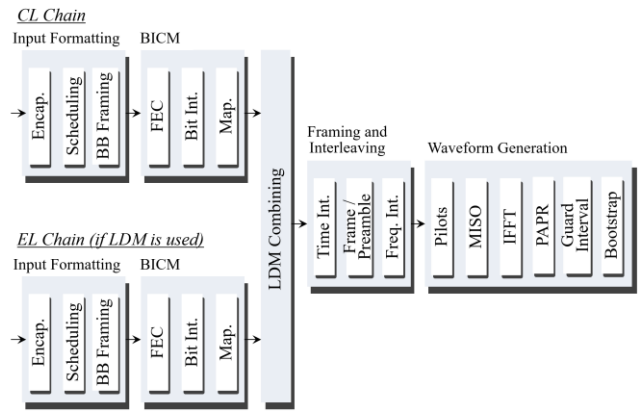 CL Chain
Input Formatting
BICM
Encap.
Scheduling
BB Framing
FEC
Bit Int.
Map.
EL Chain (if LDM is used)
Input Formatting
BICM
Encap.
Scheduling
BB Framing
FEC
Bit Int.
Map.
LDM Combining
Framing and
Interleaving
Time Int.
Frame /
Preamble
Freq. Int.
Waveform Generation
Pilots
MISO
IFFT
PAPR
Guard
Interval
Bootstrap